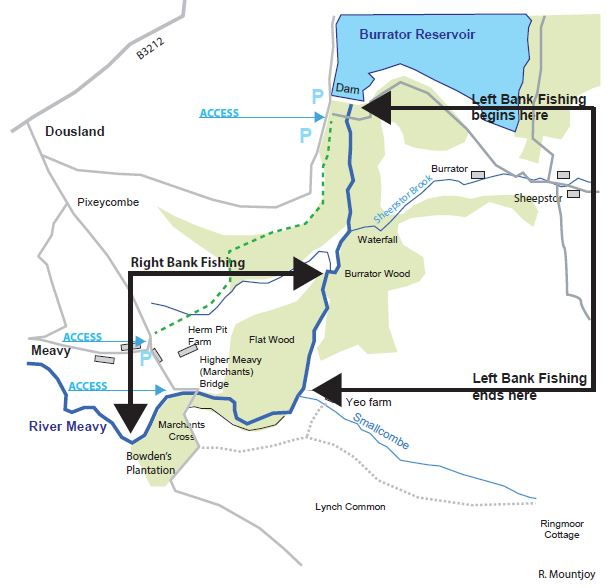 Burrator Reservoir
B3212
Dam
P
ACCESS
P
Left Bank Fishing
begins here
Dousland
Burrator
Sheepstor Brook
Sheepstor
Pixeycombe
Waterfall
Right Bank Fishing
Burrator Wood
Herm Pit
Farm
Flat Wood
ACCESS
Meavy
P
Higher Meavy
(Marchants)
Bridge
ACCESS
Left Bank Fishing
ends here
Yeo farm
Smallcombe
River Meavy
Marchants
Cross
Bowden's
Plantation
Lynch Common
Ringmoor
Cottage
R. Mountjoy